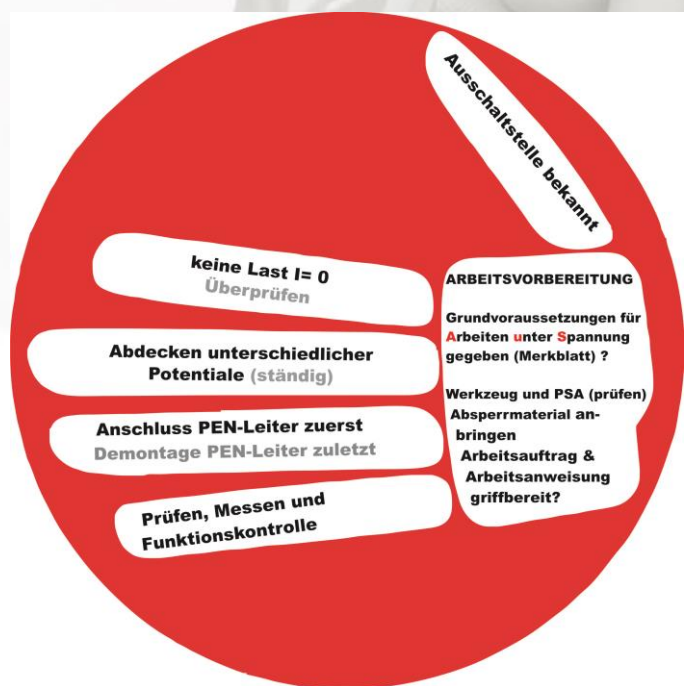 Ausschaltstelle bekannt
keine Last I= 0
Überprüfen
Abdecken unterschiedlicher
Potentiale (ständig)
Anschluss PEN-Leiter zuerst
Demontage PEN-Leiter zuletzt
Prüfen, Messen und
Funktionskontrolle
ARBEITSVORBEREITUNG
Grundvoraussetzungen für
Arbeiten unter Spannung
gegeben (Merkblatt) ?
Werkzeug und PSA (prüfen)
Absperrmaterial an-
bringen
Arbeitsauftrag &
Arbeitsanweisung
griffbereit?